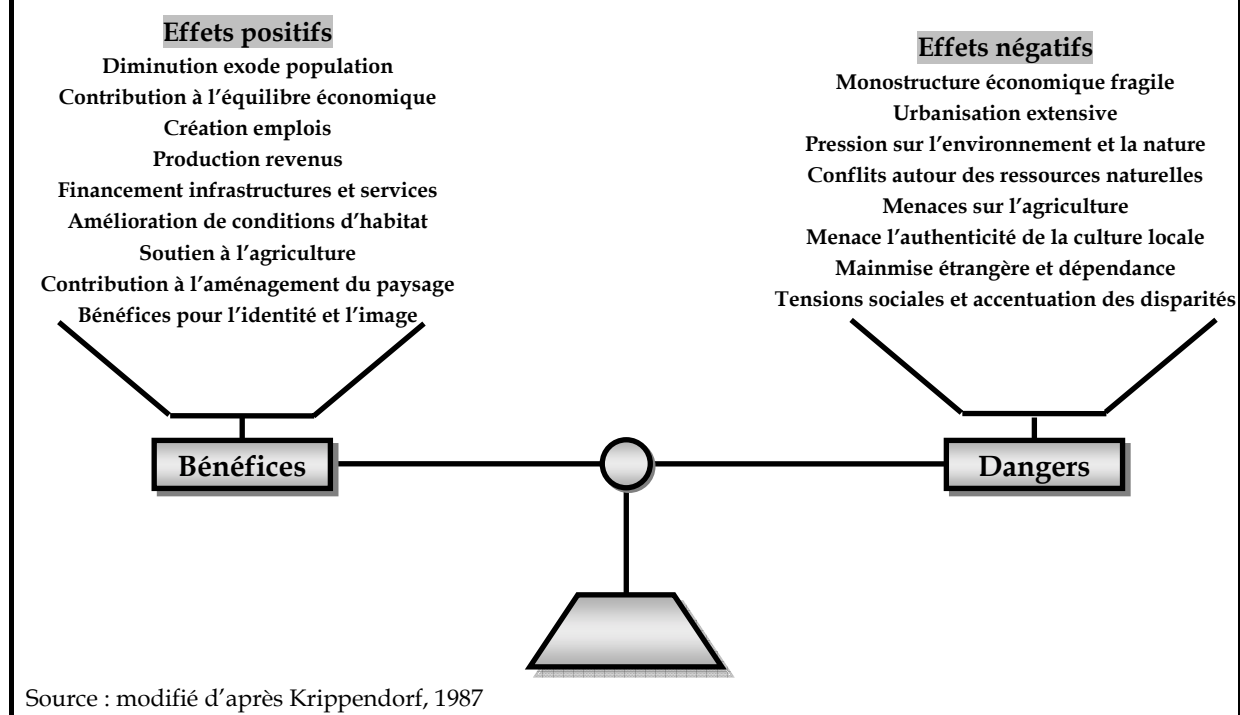 Effets positifs
Diminution exode population
Contribution à l’équilibre économique
Création emplois
Production revenus
Financement infrastructures et services
Amélioration de conditions d’habitat
Soutien à l’agriculture
Contribution à l’aménagement du paysage
Bénéfices pour l’identité et l’image
Effets négatifs
Monostructure économique fragile
Urbanisation extensive
Pression sur l’environnement et la nature
Conflits autour des ressources naturelles
Menaces sur l’agriculture
Menace l’authenticité de la culture locale
Mainmise étrangère et dépendance
Tensions sociales et accentuation des disparités
Bénéfices
Dangers
Source : modifié d’après Krippendorf, 1987